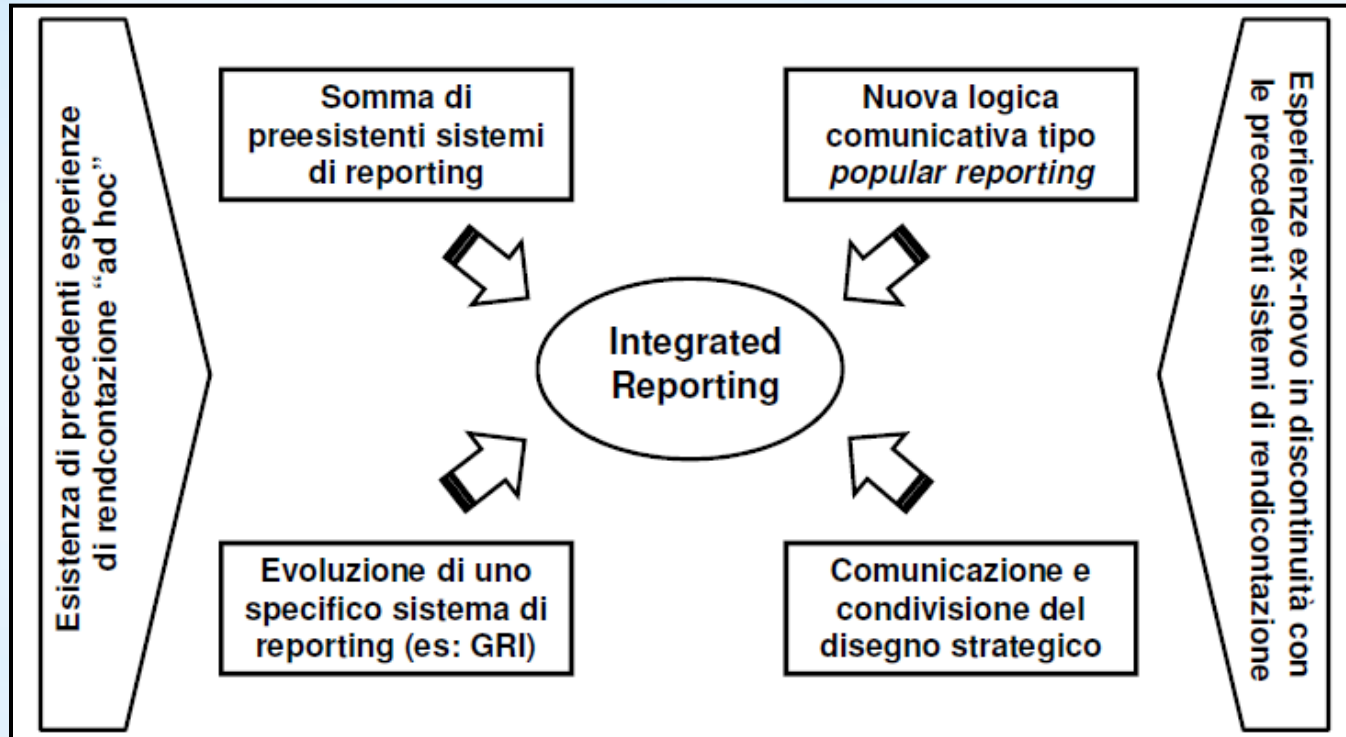 Esistenza di precedenti esperienze
di rendcontazione “ad hoc”
Somma di
preesistenti sistemi
di reporting
Nuova logica
comunicativa tipo
popular reporting
Integrated
Reporting
Evoluzione di uno
specifico sistema di
reporting (es: GRI)
Comunicazione e
condivisione del
disegno strategico
Esperienze ex-novo in discontinuità con
le precedenti sistemi di rendicontazione